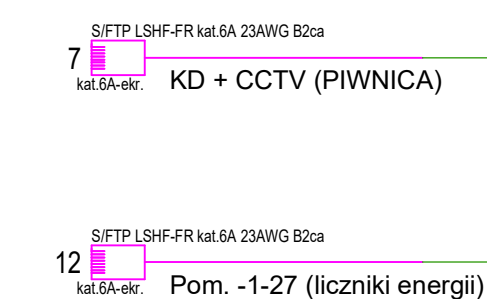 S/FTP LSHF-FR kat.6A 23AWG B2ca
7
kat.6A-ekr.
KD + CCTV (PIWNICA)
S/FTP LSHF-FR kat.6A 23AWG B2ca
12
kat.6A-ekr.
Pom. -1-27 (liczniki energii)